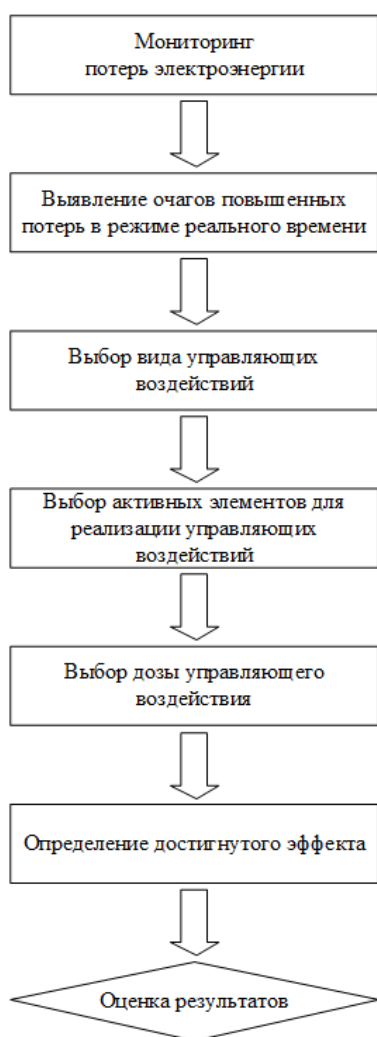 Мониторинг
потерь электроэнергии
Выявление очагов повышенных
потерь в режиме реального времени
Выбор вида управляющих
воздействий
Выбор активных элементов для
реализации управляющих
воздействий
Выбор дозы управляющего
воздействия
Определение достигнутого эффекта
Оценка результатов